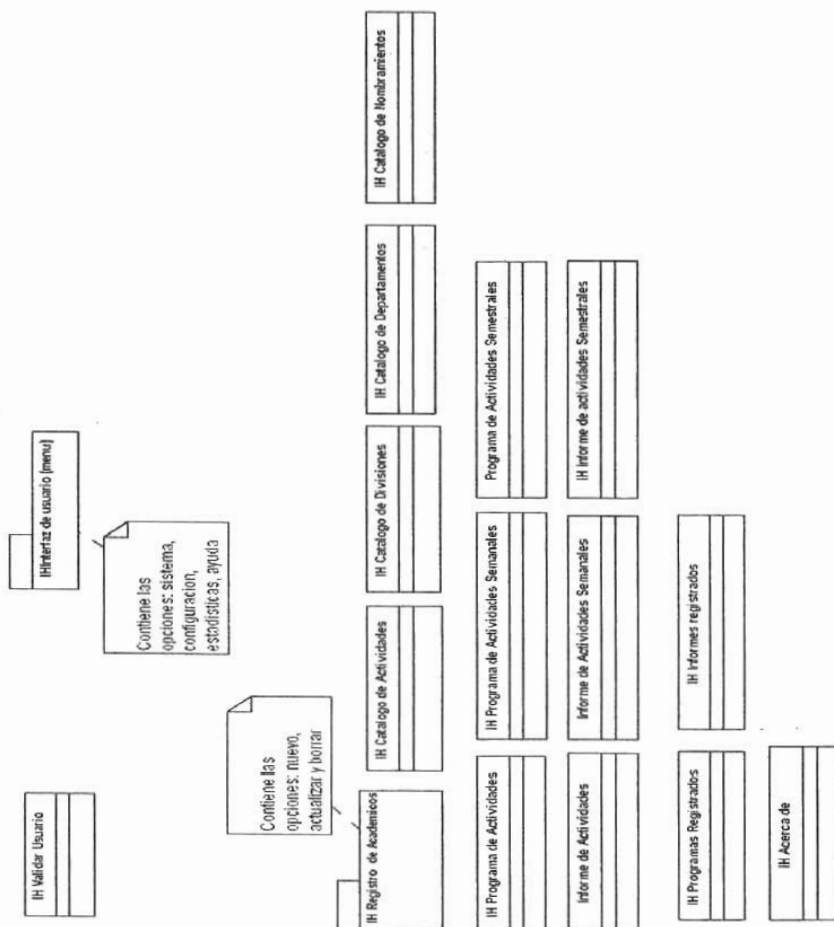 IH Validar Usuario
IHInterfaz de usuario (menu)
Contiene las
opciones: sistema,
configuracion,
estadisticas, ayuda
Contiene las
opciones: nuevo,
actualizar y borrar
IH Registro de Academicos
IH Catalogo de Actividades
IH Catalogo de Divisiones
IH Catalogo de Departamentos
IH Catalogo de Nombramientos
IH Programa de Actividades
IH Programa de Actividades Semanales
Programa de Actividades Semestrales
Informe de Actividades
Informe de Actividades Semanales
IH Informe de actividades Semestrales
IH Programas Registrados
IH Informes registrados
IH Acerca de